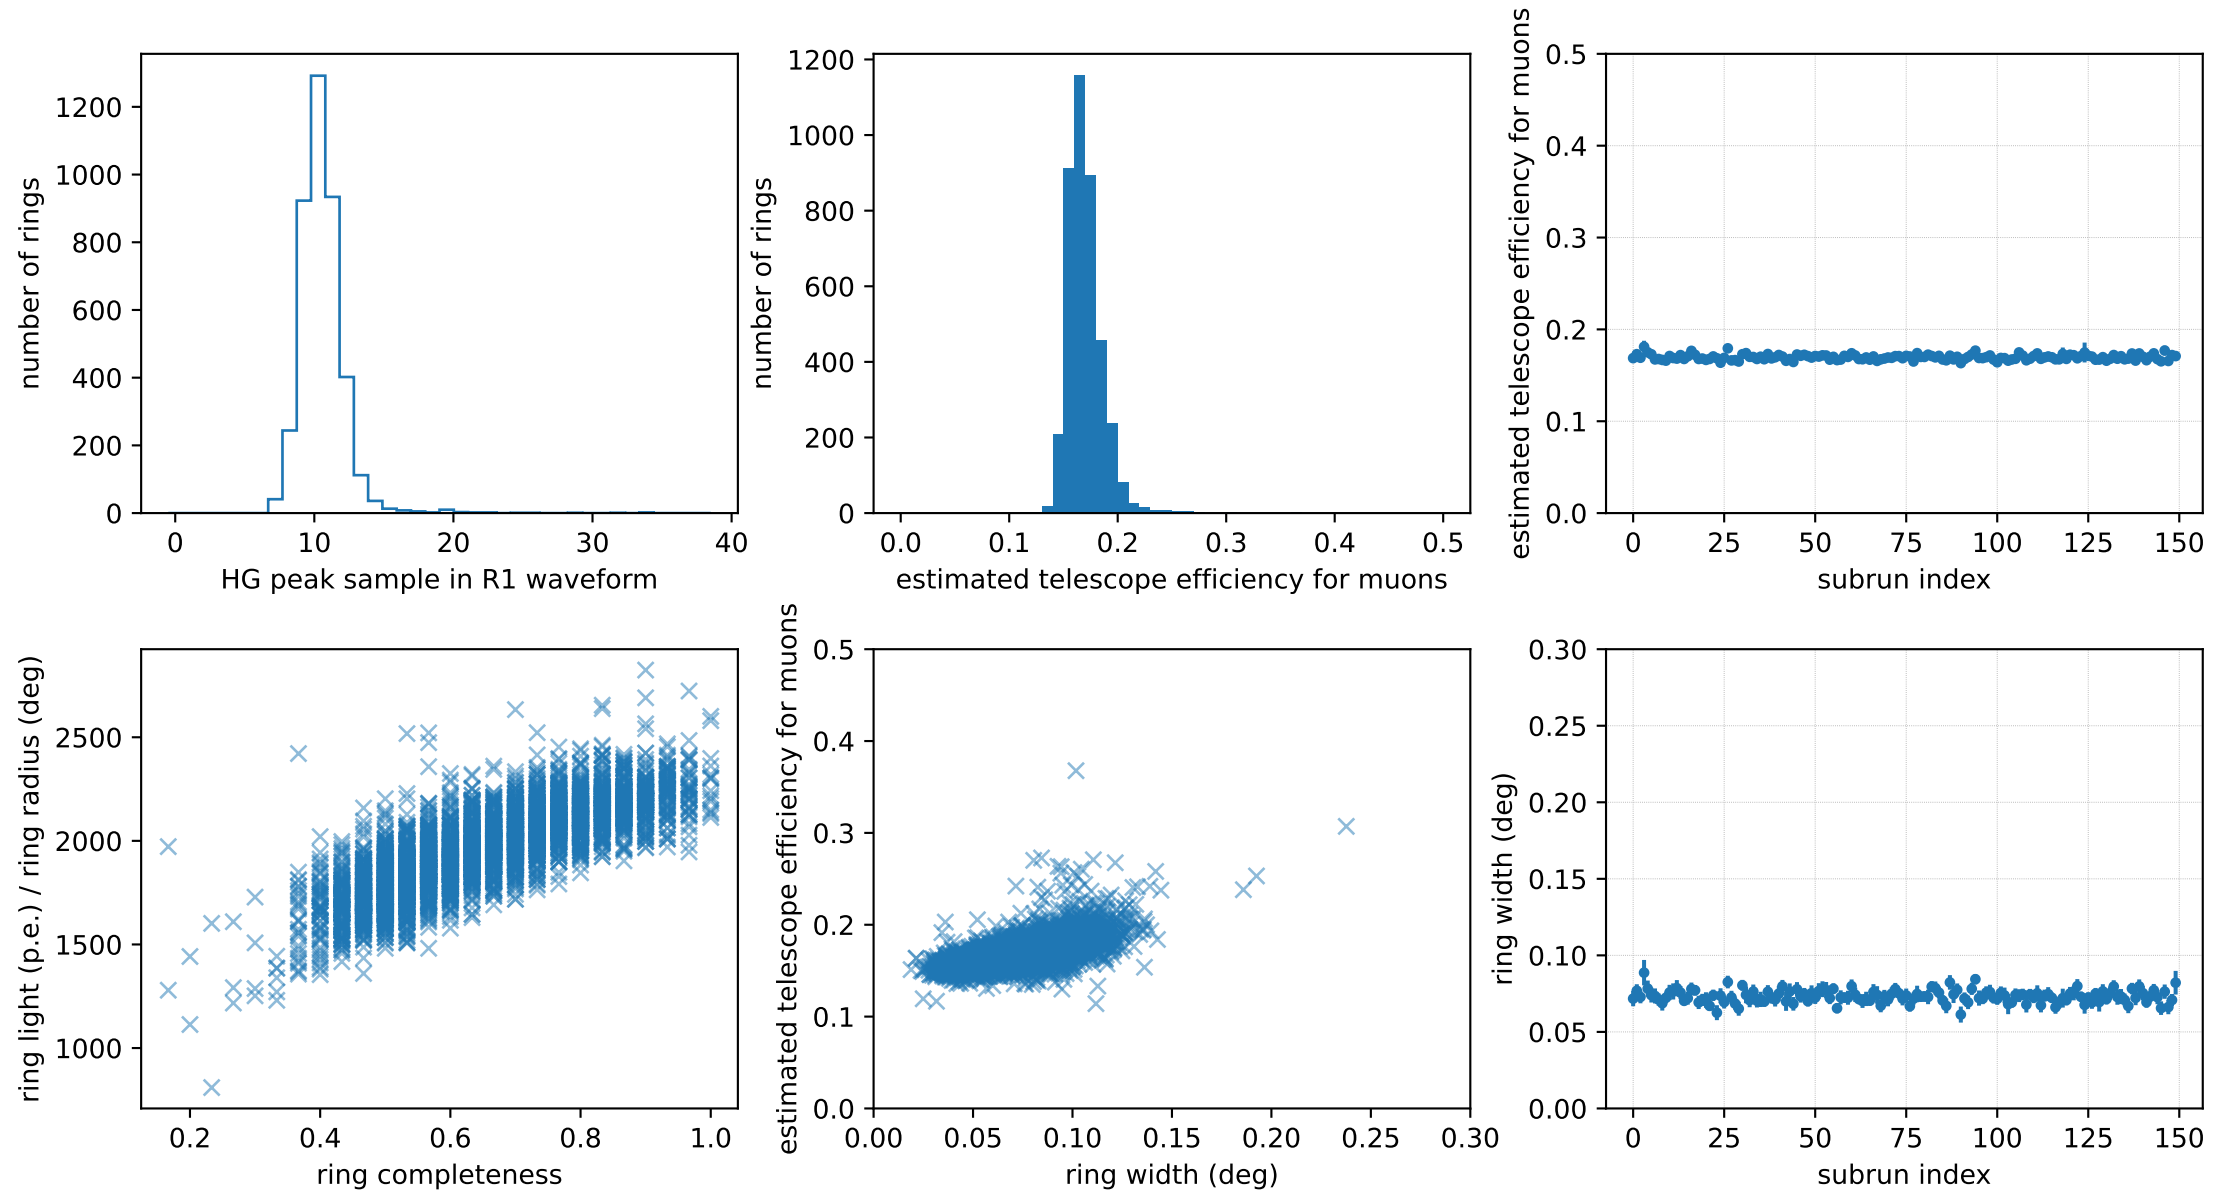 number of rings
1200
1000
800
600
400
200
0
0 10 20 30 40
HG peak sample in R1 waveform
number of rings
1200
1000
800
600
400
200
0
0.0 0.1 0.2 0.3 0.4 0.5
estimated telescope efficiency for muons
estimated telescope efficiency for muons
0.5
0.4
0.3
0.2
0.1
0.0
0 25 50 75 100 125 150
subrun index
ring light (p.e.) / ring radius (deg)
2500
2000
1500
1000
0.2 0.4 0.6 0.8 1.0
ring completeness
estimated telescope efficiency for muons
0.5
0.4
0.3
0.2
0.1
0.0
0.00 0.05 0.10 0.15 0.20 0.25 0.30
ring width (deg)
ring width (deg)
0.30
0.25
0.20
0.15
0.10
0.05
0.00
0 25 50 75 100 125 150
subrun index